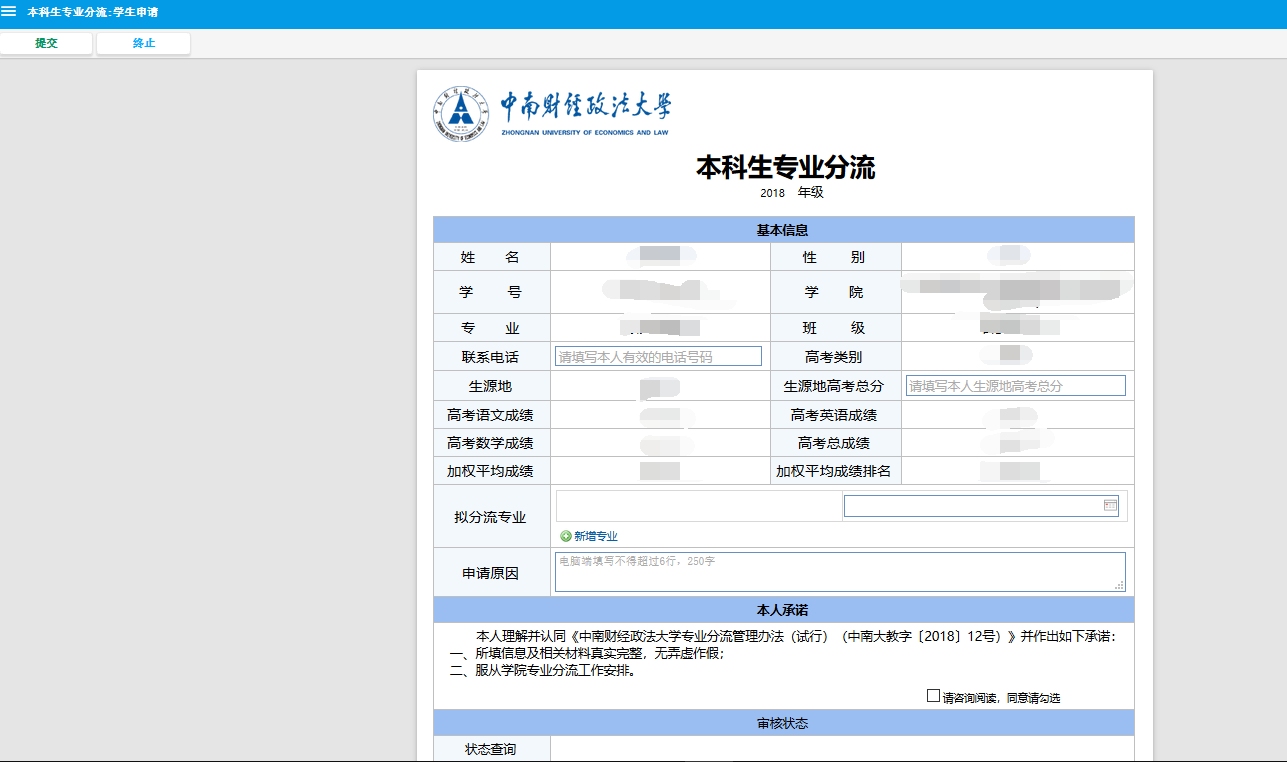 本科生专业分流:学生申请
提交 终止
中南财经政法大学
ZHONGNAN UNIVERSITY OF ECONOMICS AND LAW
本科生专业分流
2018 年级
基本信息
姓 名 性 别
学 号 学 院
专 业 班 级
联系电话 请填写本人有效的电话号码 高考类别
生源地 生源地高考总分 请填写本人生源地高考总分
高考语文成绩 高考英语成绩
高考数学成绩 高考总成绩
加权平均成绩 加权平均成绩排名
拟分流专业
新增专业
申请原因 电脑端填写不得超过6行，250字
本人承诺
本人理解并认同《中南财经政法大学专业分流管理办法（试行）（中南大教字〔2018〕12号）》并作出如下承诺：
一、所填信息及相关材料真实完整，无弄虚作假；
二、服从学院专业分流工作安排。
请咨询阅读，同意请勾选
审核状态
状态查询